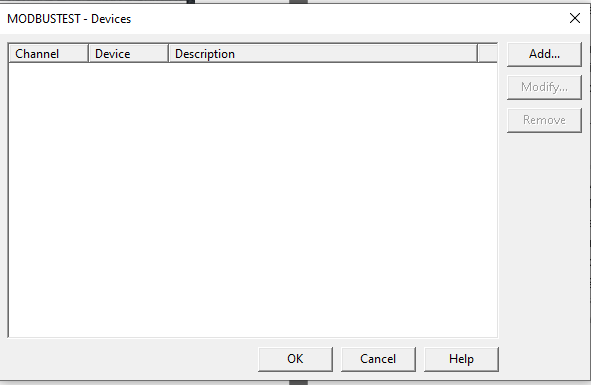 MODBUSTEST - Devices
Channel Device Description
Add...
Modify...
Remove
OK Cancel Help